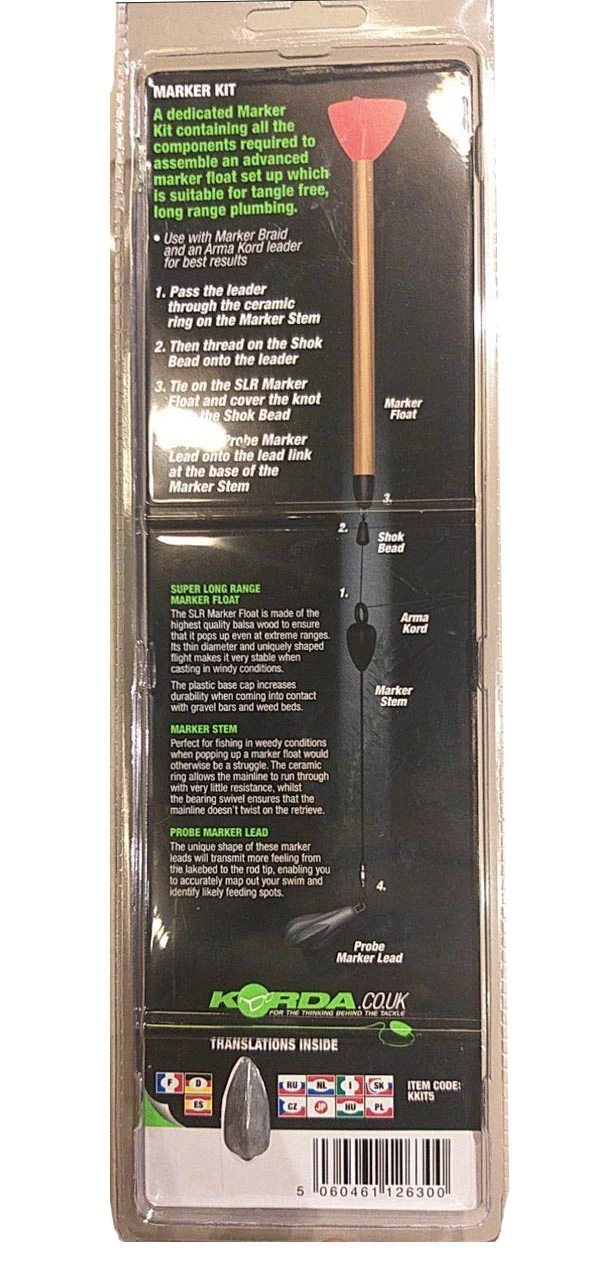 MARKER KIT
A dedicated Marker
Kit containing all the
components required to
assemble an advanced
marker float set up which
is suitable for tangle free,
long range plumbing.
• Use with Marker Braid
and an Arma Kord leader
for best results
1. Pass the leader
through the ceramic
ring on the Marker Stem
2. Then thread on the Shok
Bead onto the leader
3. Tie on the SLR Marker
Float and cover the knot
the Shok Bead
Probe Marker
Lead onto the lead link
at the base of the
Marker Stem
Marker
Float
3.
2.
Shok
Bead
1.
Arma
Kord
Marker
Stem
4.
Probe
Marker Lead
SUPER LONG RANGE
MARKER FLOAT
The SLR Marker Float is made of the
highest quality balsa wood to ensure
that it pops up even at extreme ranges.
Its thin diameter and uniquely shaped
flight makes it very stable when
casting in windy conditions.
The plastic base cap increases
durability when coming into contact
with gravel bars and weed beds.
MARKER STEM
Perfect for fishing in weedy conditions
when popping up a marker float would
otherwise be a struggle. The ceramic
ring allows the mainline to run through
with very little resistance, whilst
the bearing swivel ensures that the
mainline doesn't twist on the retrieve.
PROBE MARKER LEAD
The unique shape of these marker
leads will transmit more feeling from
the lakebed to the rod tip, enabling you
to accurately map out your swim and
identify likely feeding spots.
KORDA.CO.UK
FOR THE THINKING BEHIND THE TACKLE
TRANSLATIONS INSIDE
F D RU NL I SK
ES CZ JP HU PL
ITEM CODE:
KKIT5
5 060461 126300